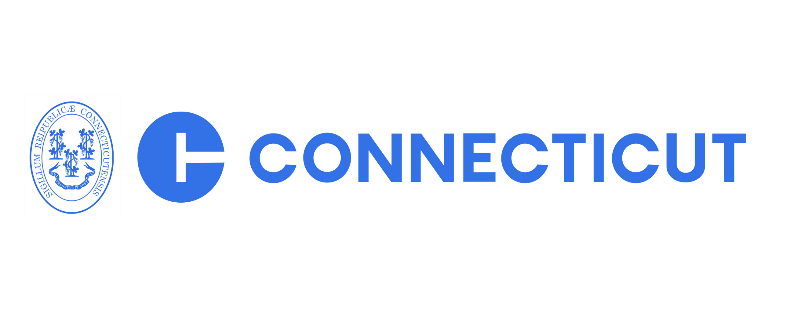 SIGILLUM REIPUBLICÆ CONNECTICUTENSIS
CONNECTICUT